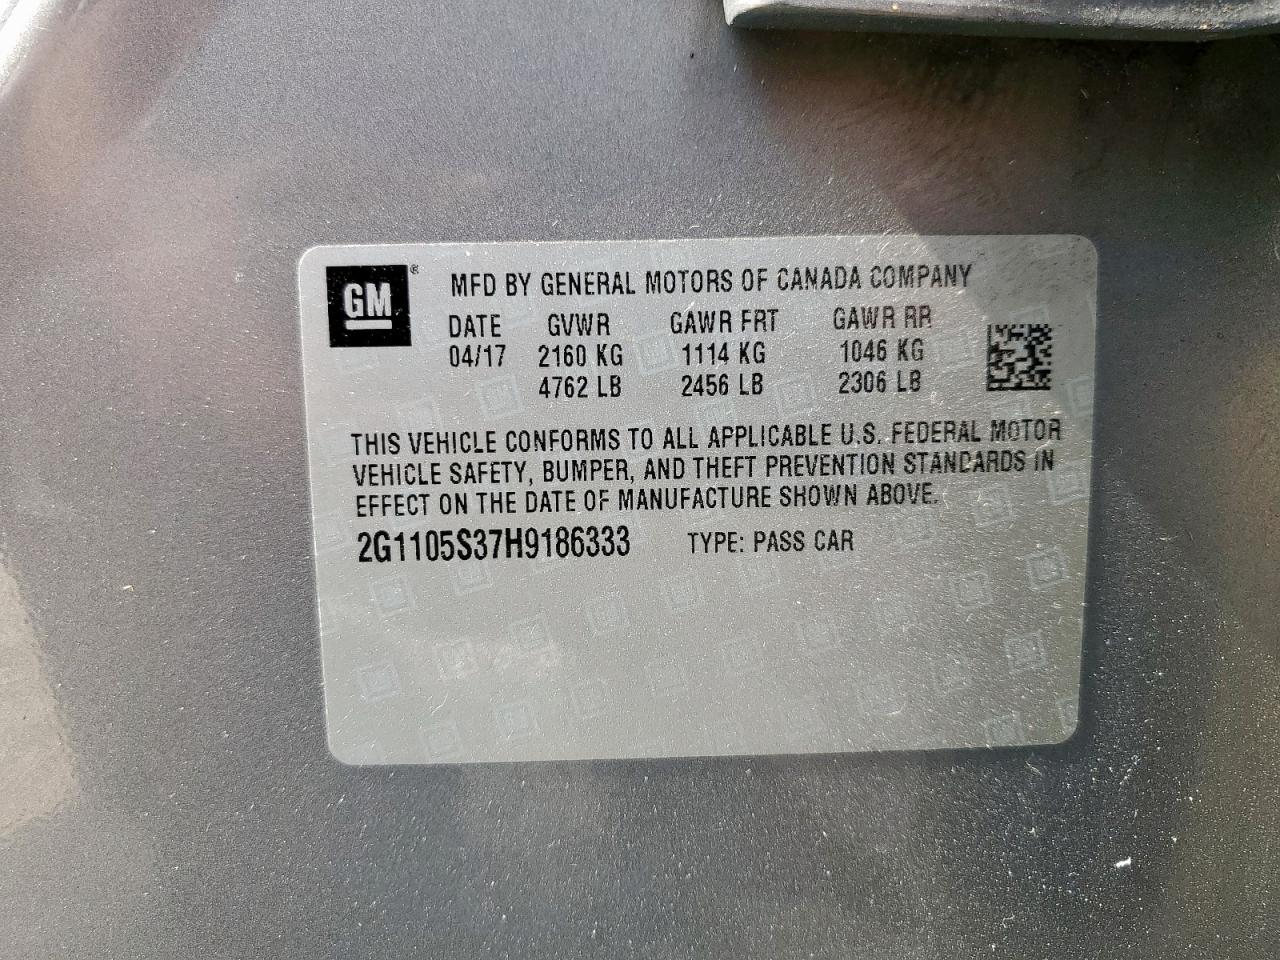 GM ®
MFD BY GENERAL MOTORS OF CANADA COMPANY
DATE GVWR GAWR FRT GAWR RR
04/17 2160 KG 1114 KG 1046 KG
4762 LB 2456 LB 2306 LB
THIS VEHICLE CONFORMS TO ALL APPLICABLE U.S. FEDERAL MOTOR
VEHICLE SAFETY, BUMPER, AND THEFT PREVENTION STANDARDS IN
EFFECT ON THE DATE OF MANUFACTURE SHOWN ABOVE.
2G1105S37H9186333 TYPE: PASS CAR